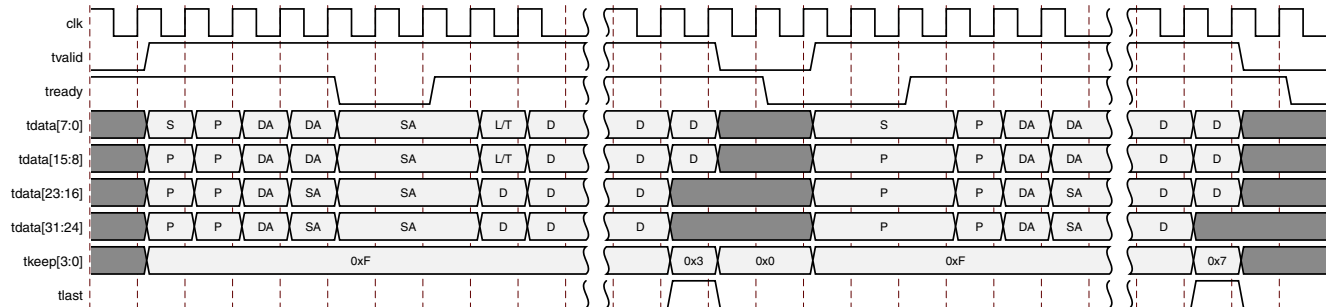 clk
tvalid
tready
tdata[7:0] S P DA DA SA L/T D D D S P DA DA D D
tdata[15:8] P P DA DA SA L/T D D D P P DA DA D D
tdata[23:16] P P DA SA SA D D D P P DA SA D D
tdata[31:24] P P DA SA SA D D D P P DA SA D
tkeep[3:0] 0xF 0x3 0x0 0xF 0x7
tlast